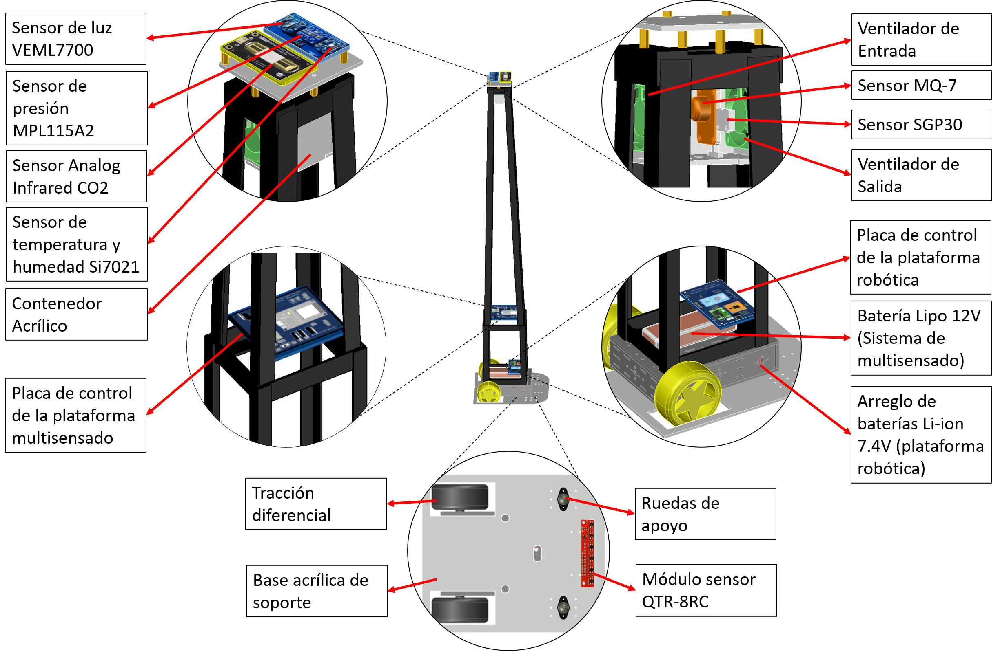 Sensor de luz
VEML7700
Sensor de
presión
MPL115A2
Sensor Analog
Infrared CO2
Sensor de
temperatura y
humedad Si7021
Contenedor
Acrílico
Placa de control
de la plataforma
multisensado
Ventilador de
Entrada
Sensor MQ-7
Sensor SGP30
Ventilador de
Salida
Placa de control
de la plataforma
robótica
Batería Lipo 12V
(Sistema de
multisensado)
Arreglo de
baterías Li-ion
7.4V (plataforma
robótica)
Tracción
diferencial
Base acrílica de
soporte
Ruedas de
apoyo
Módulo sensor
QTR-8RC